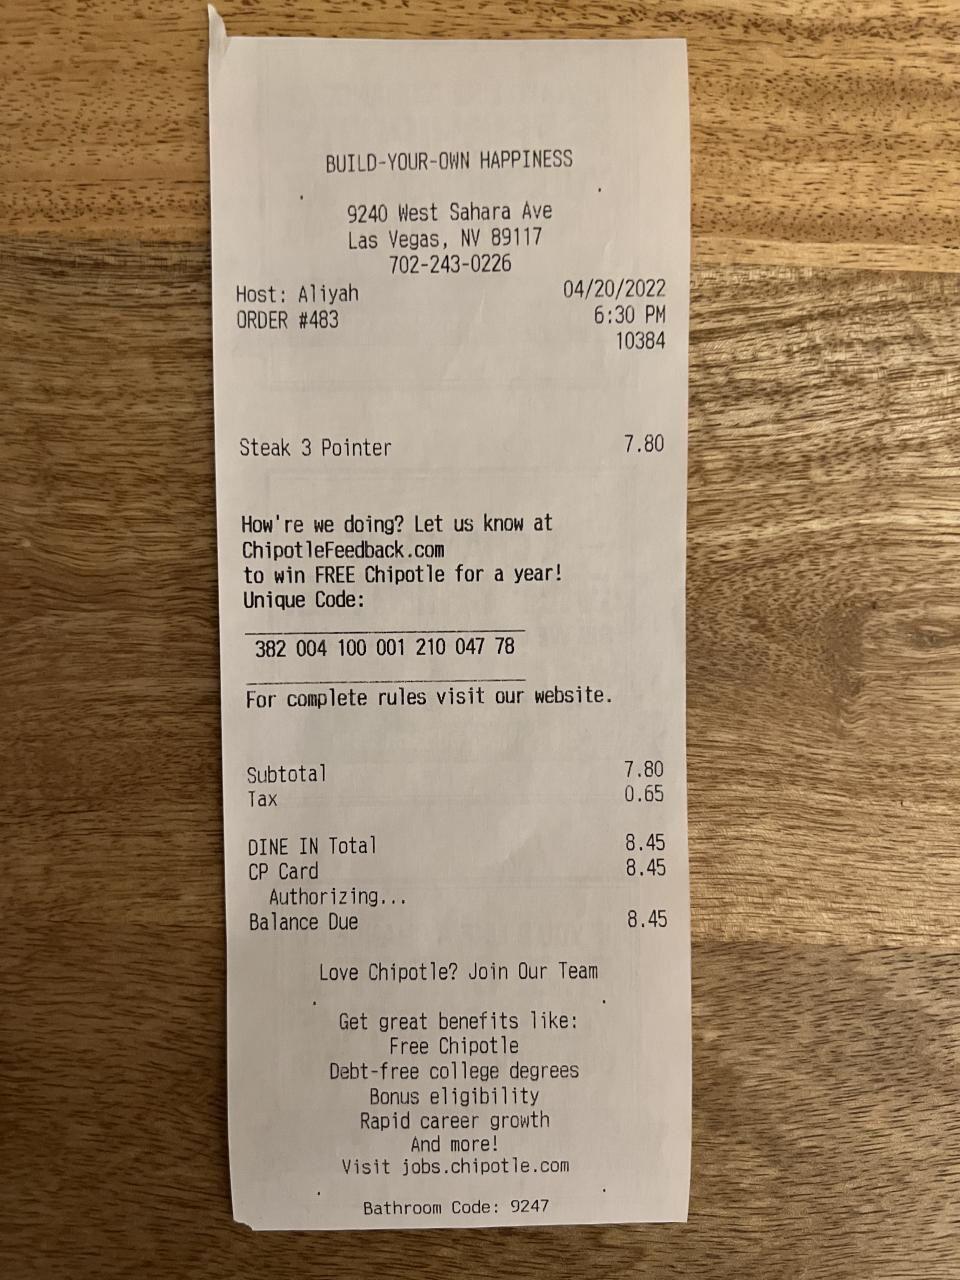 BUILD-YOUR-OWN HAPPINESS
9240 West Sahara Ave
Las Vegas, NV 89117
702-243-0226
Host: Aliyah 04/20/2022
ORDER #483 6:30 PM
10384
Steak 3 Pointer 7.80
How're we doing? Let us know at
ChipotleFeedback.com
to win FREE Chipotle for a year!
Unique Code:
382 004 100 001 210 047 78
For complete rules visit our website.
Subtotal 7.80
Tax 0.65
DINE IN Total 8.45
CP Card 8.45
Authorizing...
Balance Due 8.45
Love Chipotle? Join Our Team
Get great benefits like:
Free Chipotle
Debt-free college degrees
Bonus eligibility
Rapid career growth
And more!
Visit jobs.chipotle.com
Bathroom Code: 9247